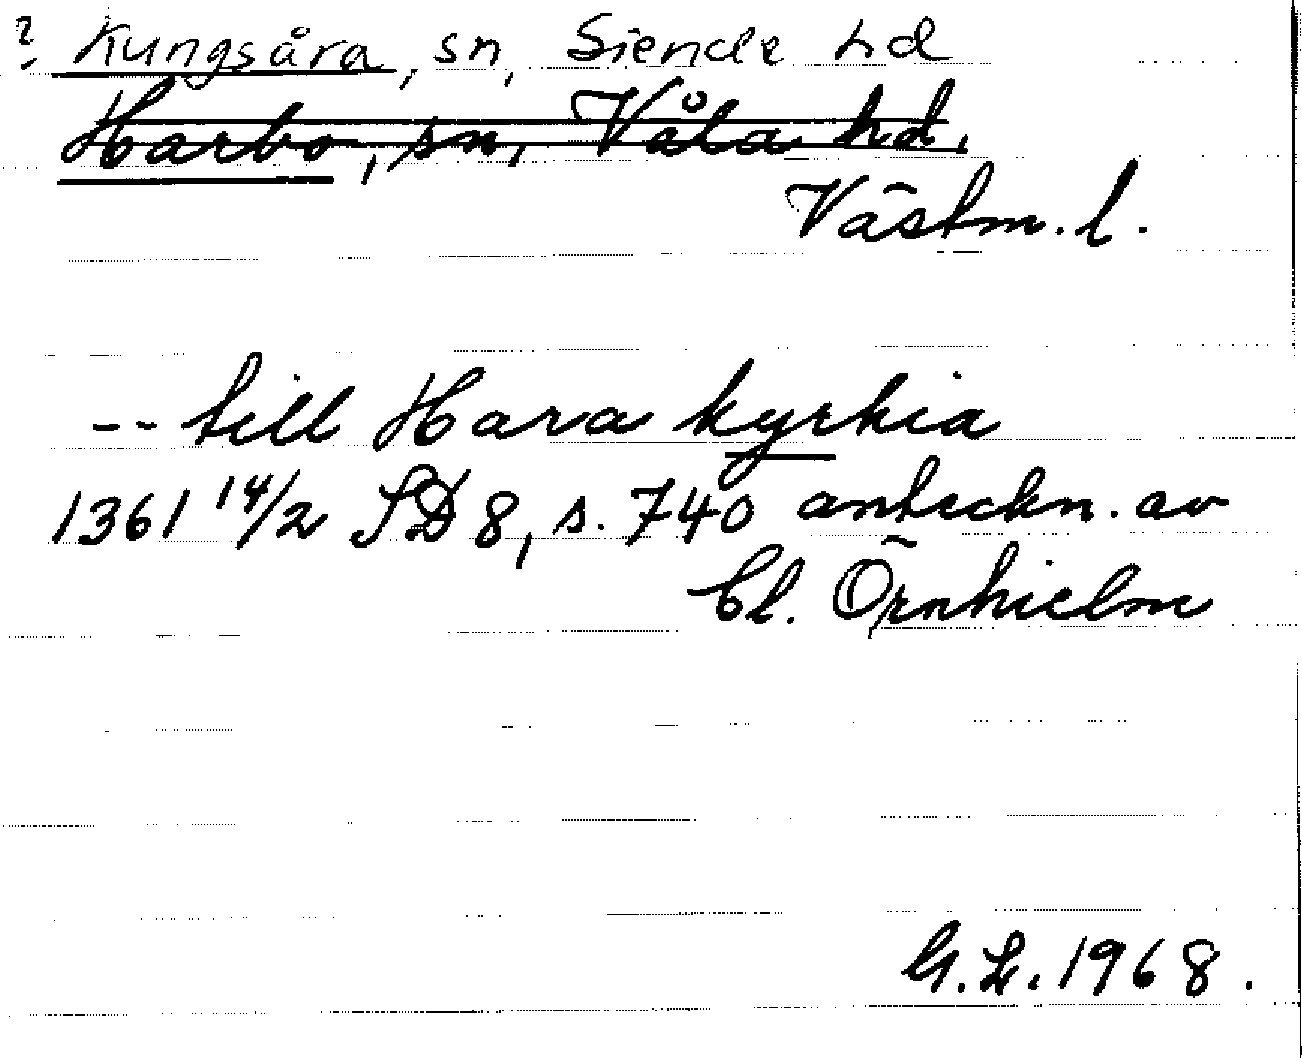 ? Kungsåra, sn, Siende hd
Harbo, sn, Våla hd,
Västm. l.
-- till Hara kyrkia
1361 14/2 SD 8, s. 740 anteckn. av
Cl. Örnhielm
G.L. 1968.